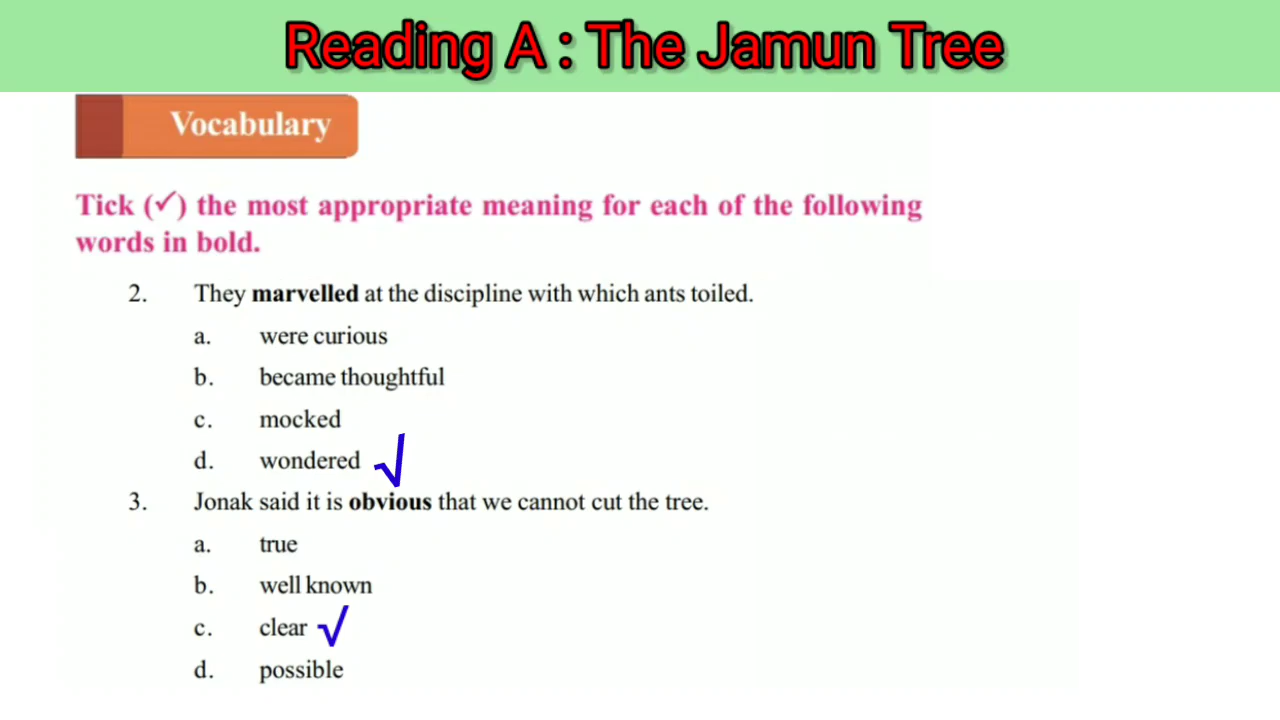 Reading A : The Jamun Tree
Vocabulary
Tick (✓) the most appropriate meaning for each of the following
words in bold.
2. They marvelled at the discipline with which ants toiled.
a. were curious
b. became thoughtful
c. mocked
d. wondered √
3. Jonak said it is obvious that we cannot cut the tree.
a. true
b. well known
c. clear √
d. possible